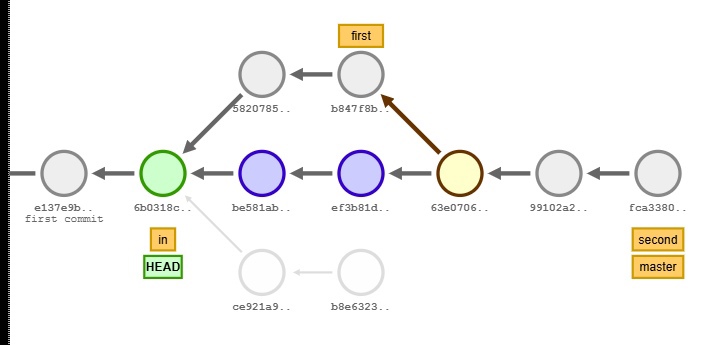 first
5820785..
b847f8b..
e137e9b..
first commit
6b0318c..
be581ab..
ef3b81d..
63e0706..
99102a2..
fca3380..
in
HEAD
second
master
ce921a9..
b8e6323..